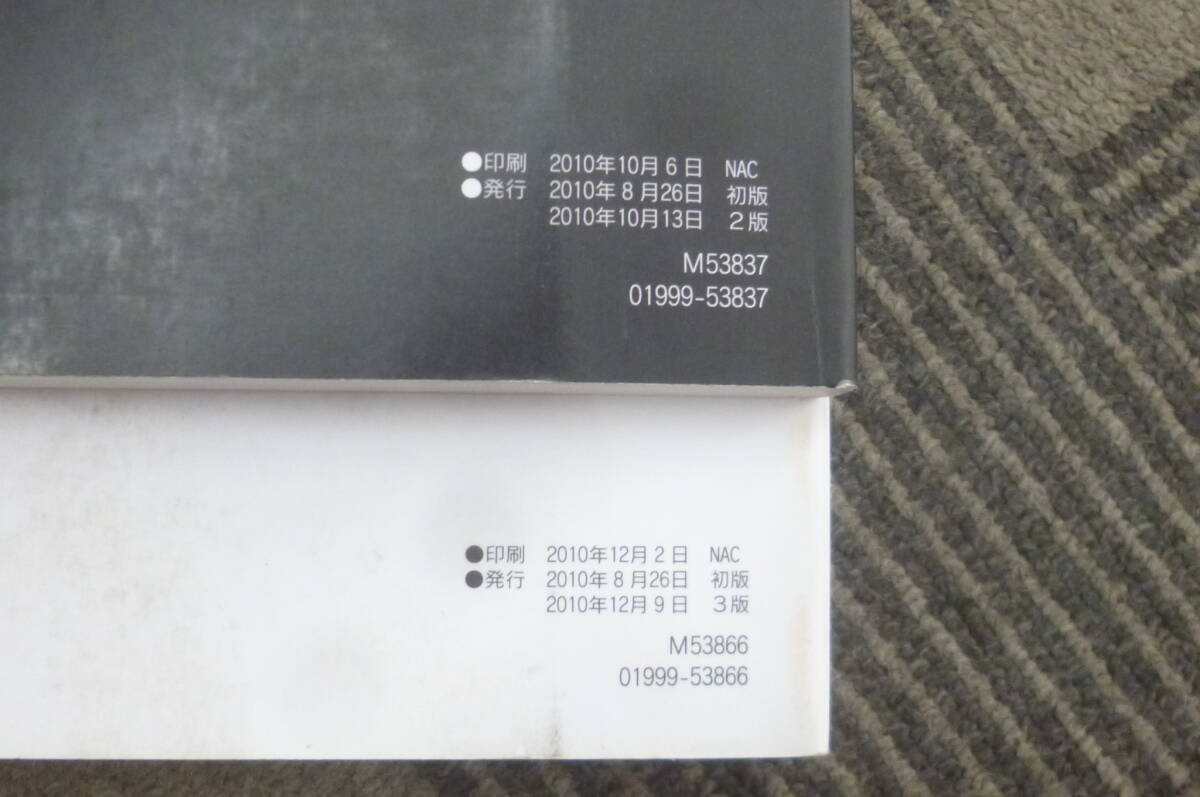 ●印刷 2010年10月6日 NAC
●発行 2010年8月26日 初版
2010年10月13日 2版
M53837
01999-53837
●印刷 2010年12月2日 NAC
●発行 2010年8月26日 初版
2010年12月9日 3版
M53866
01999-53866